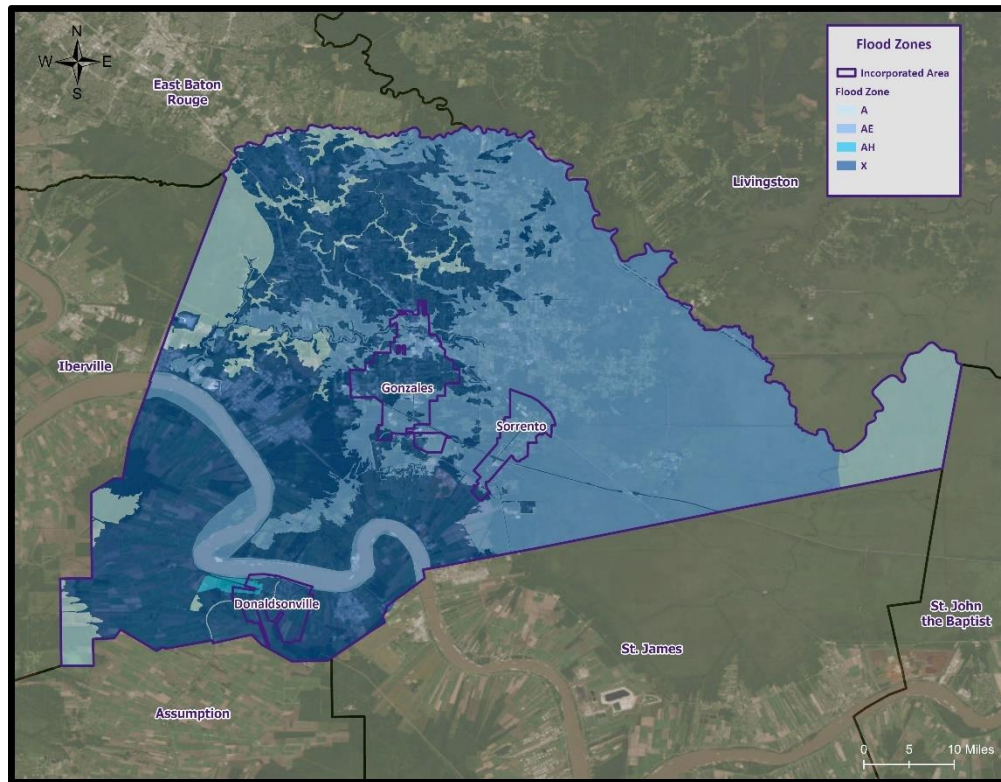 N
W E
S
East Baton
Rouge
Flood Zones
Incorporated Area
Flood Zone
A
AE
AH
X
Livingston
Iberville
Gonzales
Sorrento
Donaldsonville
St. John
the Baptist
St. James
Assumption
0 5 10 Miles